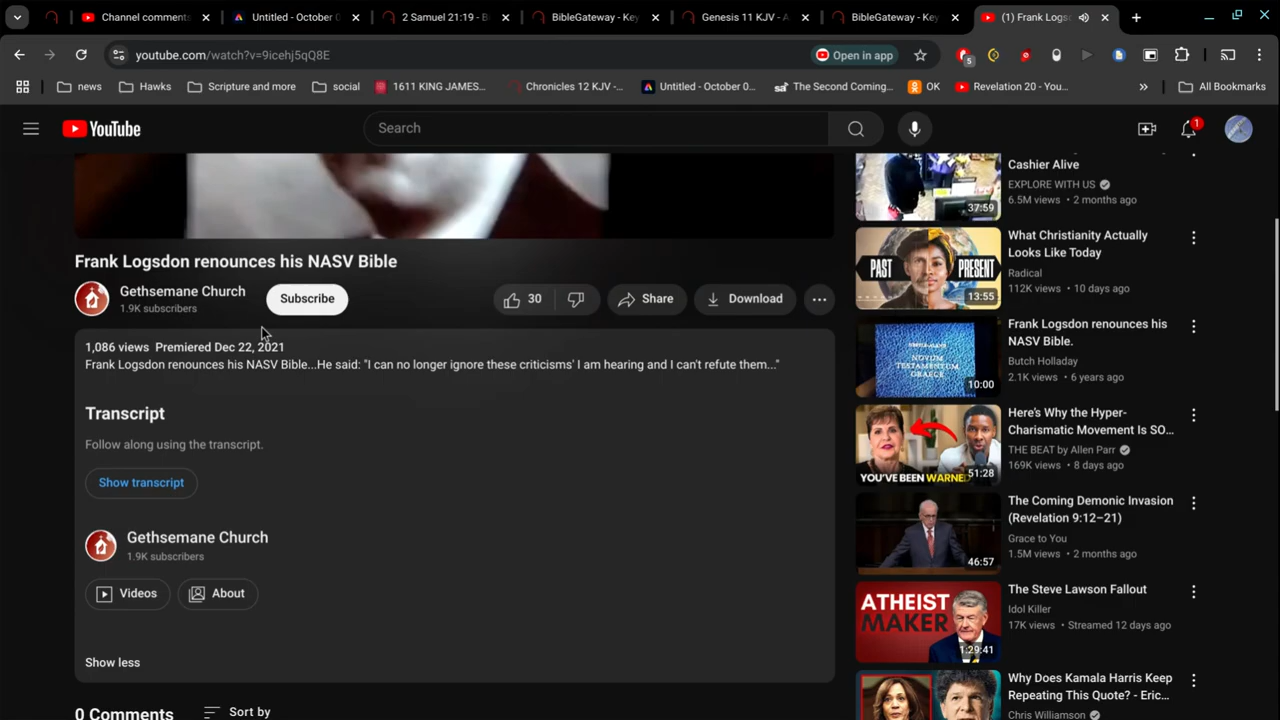 Channel comments
Untitled - October 0
2 Samuel 21:19 - B
BibleGateway - Key
Genesis 11 KJV - A
BibleGateway - Key
(1) Frank Logs
youtube.com/watch?v=9icehj5qQ8E
Open in app
5
news
Hawks
Scripture and more
social
1611 KING JAMES...
Chronicles 12 KJV -...
Untitled - October 0...
sa
The Second Coming...
OK
Revelation 20 - You...
»
All Bookmarks
YouTube
Search
1
Frank Logsdon renounces his NASV Bible
Gethsemane Church
1.9K subscribers
Subscribe
30
Share
Download
1,086 views Premiered Dec 22, 2021
Frank Logsdon renounces his NASV Bible...He said: "I can no longer ignore these criticisms' I am hearing and I can't refute them..."
Transcript
Follow along using the transcript.
Show transcript
Gethsemane Church
1.9K subscribers
Videos
About
Show less
0 Comments
Sort by
Cashier Alive
EXPLORE WITH US
6.5M views • 2 months ago
37:59
What Christianity Actually
Looks Like Today
Radical
112K views • 10 days ago
PAST
PRESENT
13:55
Frank Logsdon renounces his
NASV Bible.
Butch Holladay
2.1K views • 6 years ago
NOVUM
TESTAMENTUM
GRAECE
10:00
Here's Why the Hyper-
Charismatic Movement Is SO...
THE BEAT by Allen Parr
169K views • 8 days ago
YOU'VE BEEN WARNED
51:28
The Coming Demonic Invasion
(Revelation 9:12–21)
Grace to You
1.5M views • 2 months ago
46:57
The Steve Lawson Fallout
Idol Killer
17K views • Streamed 12 days ago
ATHEIST
MAKER
1:29:41
Why Does Kamala Harris Keep
Repeating This Quote? - Eric...
Chris Williamson